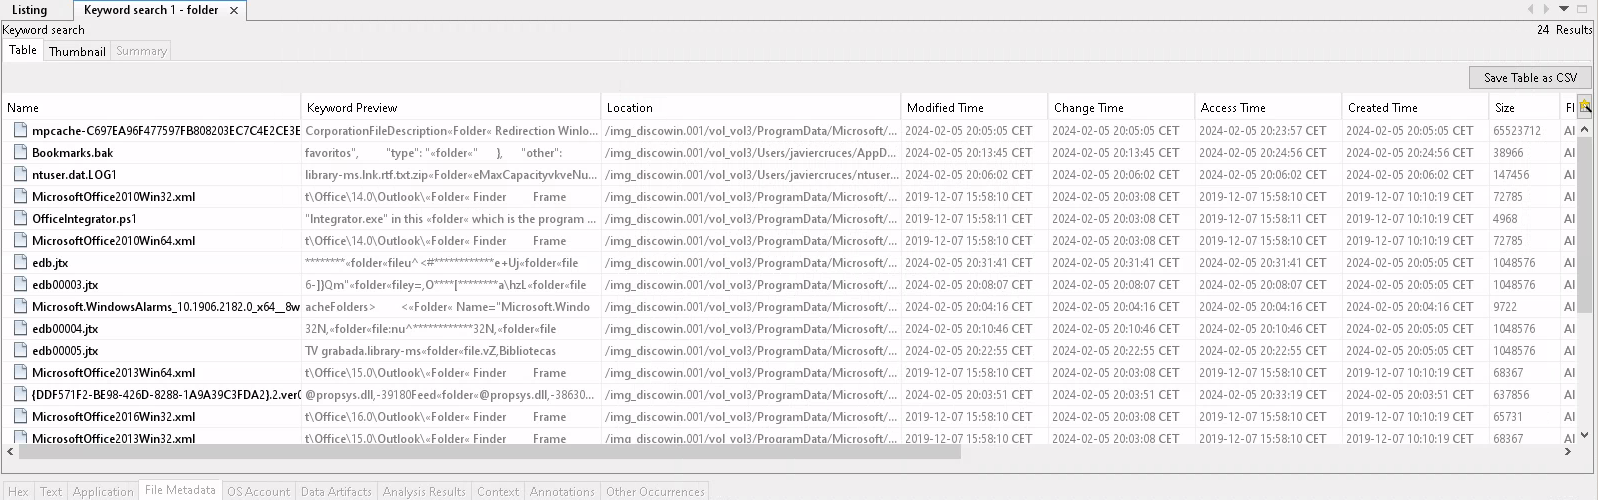 Listing Keyword search 1 - folder ×
Keyword search 24 Results
Table Thumbnail Summary
Save Table as CSV
Name Keyword Preview Location Modified Time Change Time Access Time Created Time Size Fl
mpcache-C697EA96F477597FB808203EC7C4E2CE3E CorporationFileDescription«Folder« Redirection Winlo... /img_discowin.001/vol_vol3/ProgramData/Microsoft/... 2024-02-05 20:05:05 CET 2024-02-05 20:05:05 CET 2024-02-05 20:23:57 CET 2024-02-05 20:05:05 CET 65523712 Al
Bookmarks.bak favoritos", "type": "«folder«" }, "other": /img_discowin.001/vol_vol3/Users/javiercruces/AppD... 2024-02-05 20:13:45 CET 2024-02-05 20:13:45 CET 2024-02-05 20:24:56 CET 2024-02-05 20:24:56 CET 38966 Al
ntuser.dat.LOG1 library-ms.lnk.rtf.txt.zip«Folder«eMaxCapacityvkveNu... /img_discowin.001/vol_vol3/Users/javiercruces/ntuser... 2024-02-05 20:06:02 CET 2024-02-05 20:06:02 CET 2024-02-05 20:06:02 CET 2024-02-05 20:06:02 CET 147456 Al
MicrosoftOffice2010Win32.xml t\Office\14.0\Outlook\«Folder« Finder Frame /img_discowin.001/vol_vol3/ProgramData/Microsoft/... 2019-12-07 15:58:10 CET 2024-02-05 20:03:08 CET 2019-12-07 15:58:10 CET 2019-12-07 10:10:19 CET 72785 Al
OfficeIntegrator.ps1 "Integrator.exe" in this «folder« which is the program ... /img_discowin.001/vol_vol3/ProgramData/Microsoft/... 2019-12-07 15:58:11 CET 2024-02-05 20:03:08 CET 2019-12-07 15:58:11 CET 2019-12-07 10:10:19 CET 4968 Al
MicrosoftOffice2010Win64.xml t\Office\14.0\Outlook\«Folder« Finder Frame /img_discowin.001/vol_vol3/ProgramData/Microsoft/... 2019-12-07 15:58:10 CET 2024-02-05 20:03:08 CET 2019-12-07 15:58:10 CET 2019-12-07 10:10:19 CET 72785 Al
edb.jtx ********«folder«fileu^ <#************e+Uj«folder«file /img_discowin.001/vol_vol3/ProgramData/Microsoft/... 2024-02-05 20:31:41 CET 2024-02-05 20:31:41 CET 2024-02-05 20:31:41 CET 2024-02-05 20:05:05 CET 1048576 Al
edb00003.jtx 6-]}Qm"«folder«filey=,O****[********a\hzL«folder«file /img_discowin.001/vol_vol3/ProgramData/Microsoft/... 2024-02-05 20:08:07 CET 2024-02-05 20:08:07 CET 2024-02-05 20:08:07 CET 2024-02-05 20:05:05 CET 1048576 Al
Microsoft.WindowsAlarms_10.1906.2182.0_x64__8w acheFolders> <«Folder« Name="Microsoft.Windo /img_discowin.001/vol_vol3/ProgramData/Microsoft/... 2024-02-05 20:04:16 CET 2024-02-05 20:04:16 CET 2024-02-05 20:04:16 CET 2024-02-05 20:04:16 CET 9722 Al
edb00004.jtx 32N,«folder«file:nu^************32N,«folder«file /img_discowin.001/vol_vol3/ProgramData/Microsoft/... 2024-02-05 20:10:46 CET 2024-02-05 20:10:46 CET 2024-02-05 20:10:46 CET 2024-02-05 20:05:05 CET 1048576 Al
edb00005.jtx TV grabada.library-ms«folder«file.vZ,Bibliotecas /img_discowin.001/vol_vol3/ProgramData/Microsoft/... 2024-02-05 20:22:55 CET 2024-02-05 20:22:55 CET 2024-02-05 20:22:55 CET 2024-02-05 20:05:05 CET 1048576 Al
MicrosoftOffice2013Win64.xml t\Office\15.0\Outlook\«Folder« Finder Frame /img_discowin.001/vol_vol3/ProgramData/Microsoft/... 2019-12-07 15:58:10 CET 2024-02-05 20:03:08 CET 2019-12-07 15:58:10 CET 2019-12-07 10:10:19 CET 68367 Al
{DDF571F2-BE98-426D-8288-1A9A39C3FDA2}.2.ver0 @propsys.dll,-39180Feed«folder«@propsys.dll,-38630... /img_discowin.001/vol_vol3/ProgramData/Microsoft/... 2024-02-05 20:03:51 CET 2024-02-05 20:03:51 CET 2024-02-05 20:33:19 CET 2024-02-05 20:03:51 CET 637856 Al
MicrosoftOffice2016Win32.xml t\Office\16.0\Outlook\«Folder« Finder Frame /img_discowin.001/vol_vol3/ProgramData/Microsoft/... 2019-12-07 15:58:10 CET 2024-02-05 20:03:08 CET 2019-12-07 15:58:10 CET 2019-12-07 10:10:19 CET 65731 Al
MicrosoftOffice2013Win32.xml t\Office\15.0\Outlook\«Folder« Finder Frame /img_discowin.001/vol_vol3/ProgramData/Microsoft/... 2019-12-07 15:58:10 CET 2024-02-05 20:03:08 CET 2019-12-07 15:58:10 CET 2019-12-07 10:10:19 CET 68367 Al
Hex Text Application File Metadata OS Account Data Artifacts Analysis Results Context Annotations Other Occurrences